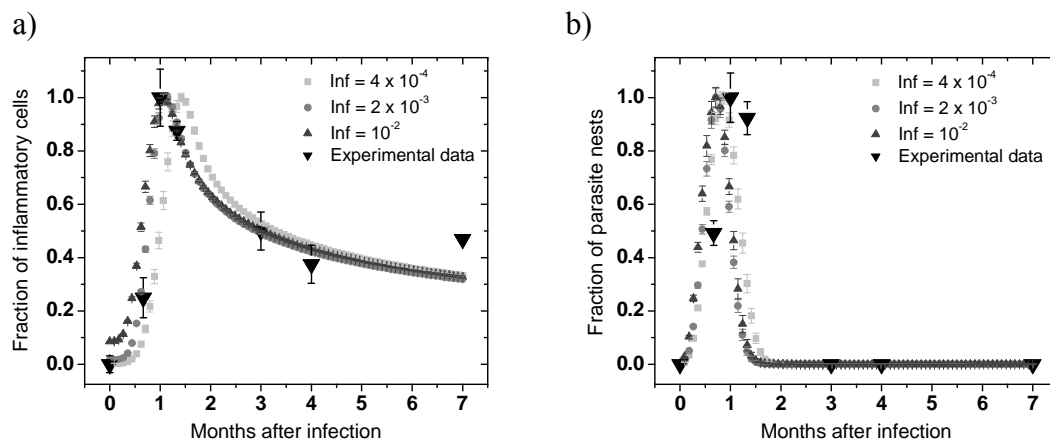 a)
Fraction of inflammatory cells
1.0
0.8
0.6
0.4
0.2
0.0
Inf = 4 x 10⁻⁴
Inf = 2 x 10⁻³
Inf = 10⁻²
Experimental data
0 1 2 3 4 5 6 7
Months after infection
b)
Fraction of parasite nests
1.0
0.8
0.6
0.4
0.2
0.0
Inf = 4 x 10⁻⁴
Inf = 2 x 10⁻³
Inf = 10⁻²
Experimental data
0 1 2 3 4 5 6 7
Months after infection